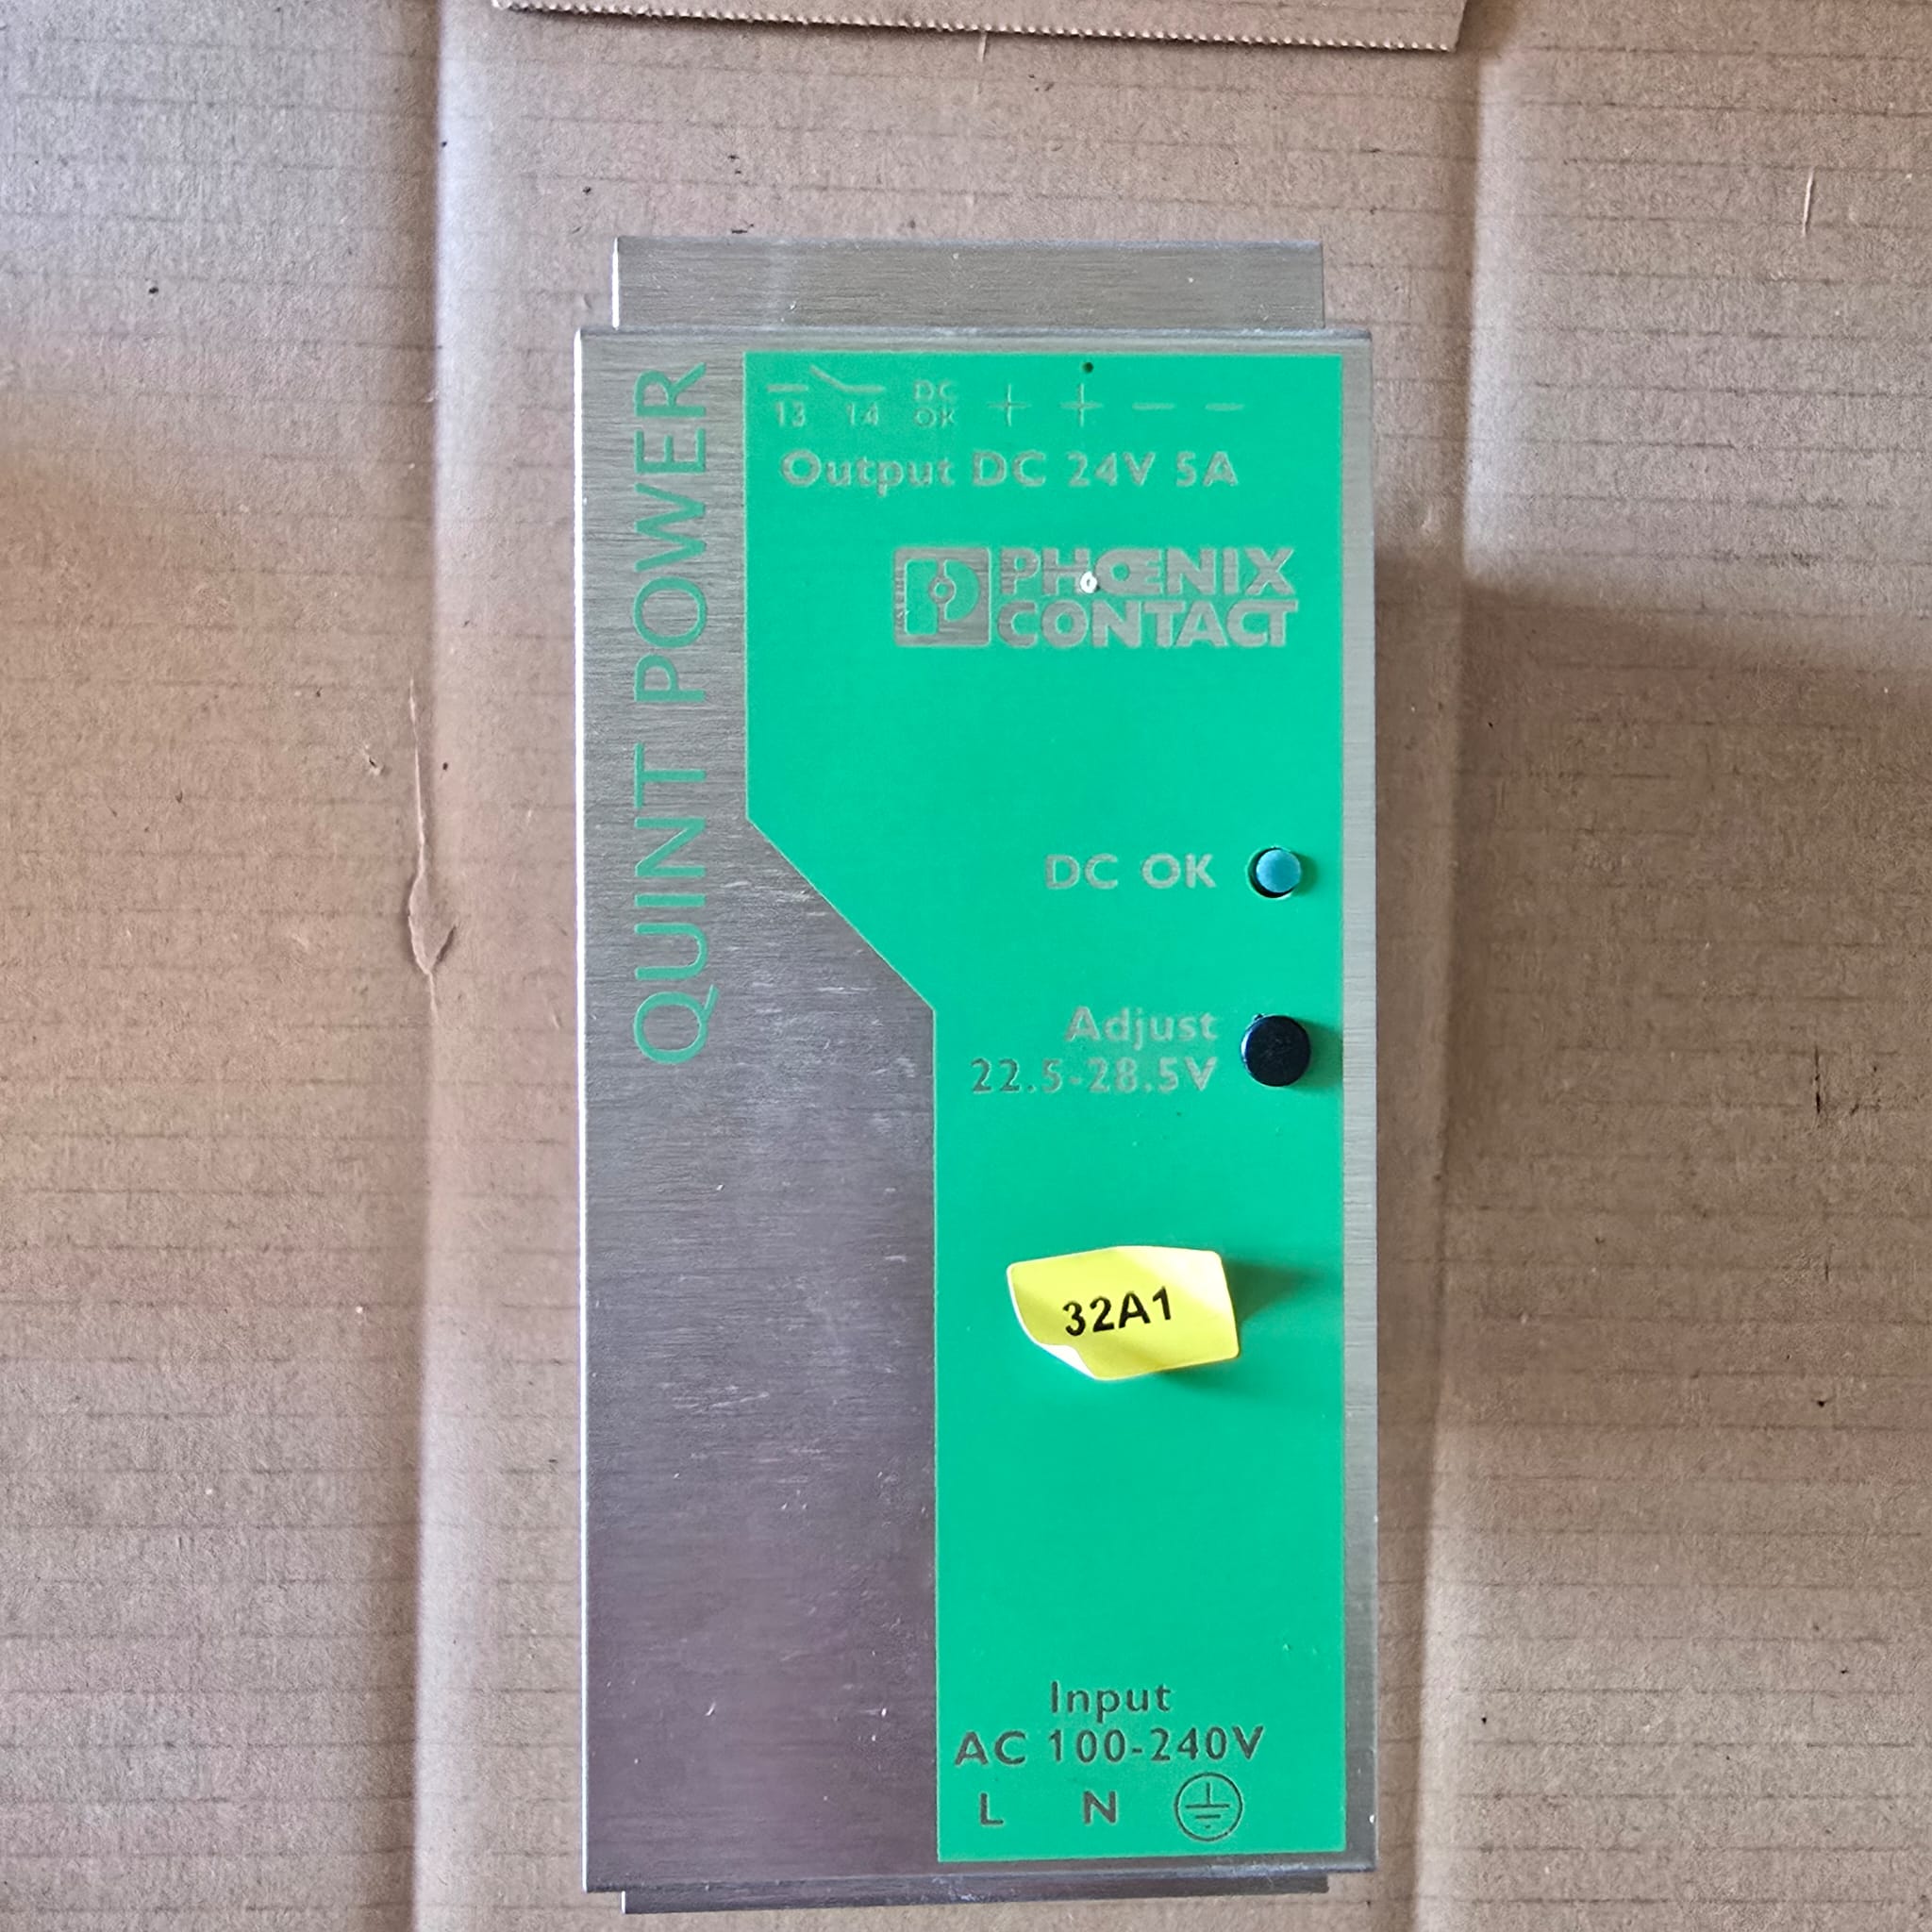 QUINT POWER
13 14 DC OK + + — —
Output DC 24V 5A
PHŒNIX
CONTACT
DC OK
Adjust
22.5-28.5V
32A1
Input
AC 100-240V
L N